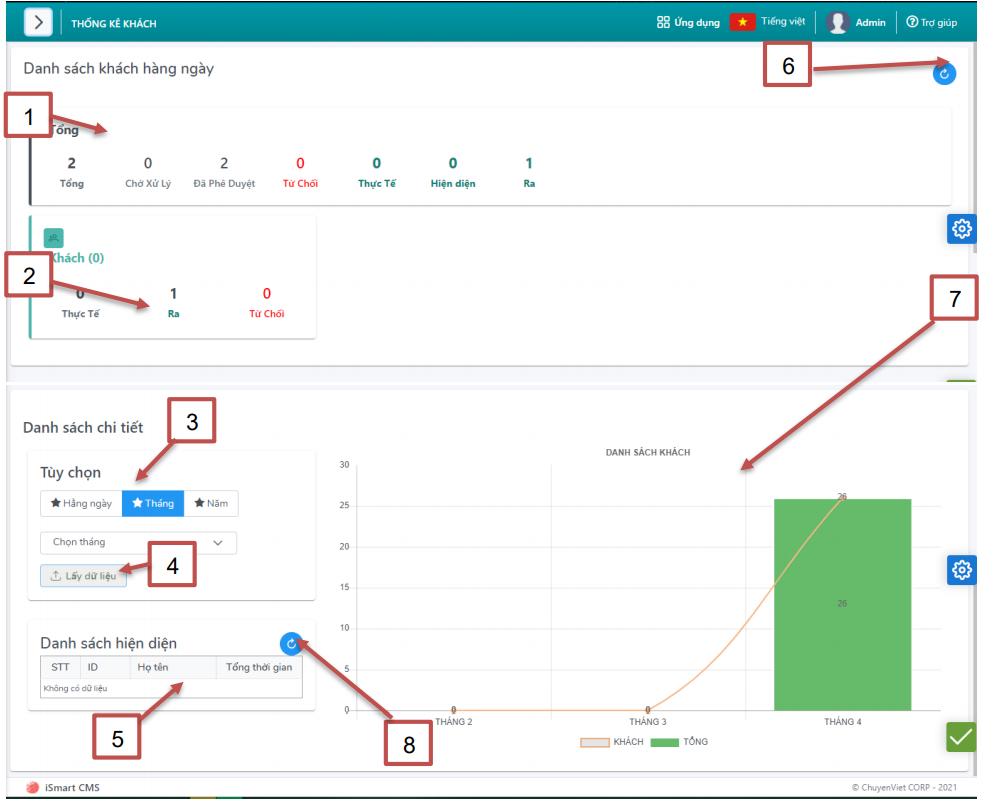 THỐNG KÊ KHÁCH
Ứng dụng
Tiếng việt
Admin
Trợ giúp
Danh sách khách hàng ngày
6
1
Tổng
2 0 2 0 0 0 1
Tổng Chờ Xử Lý Đã Phê Duyệt Từ Chối Thực Tế Hiện diện Ra
Khách (0)
2
0 1 0
Thực Tế Ra Từ Chối
7
Danh sách chi tiết
3
Tùy chọn
Hằng ngày Tháng Năm
Chọn tháng
4
Lấy dữ liệu
Danh sách hiện diện
STT ID Họ tên Tổng thời gian
Không có dữ liệu
5
8
DANH SÁCH KHÁCH
30
25
20
15
10
5
0
26
26
0 0
THÁNG 2 THÁNG 3 THÁNG 4
KHÁCH TỔNG
iSmart CMS
© ChuyenViet CORP - 2021